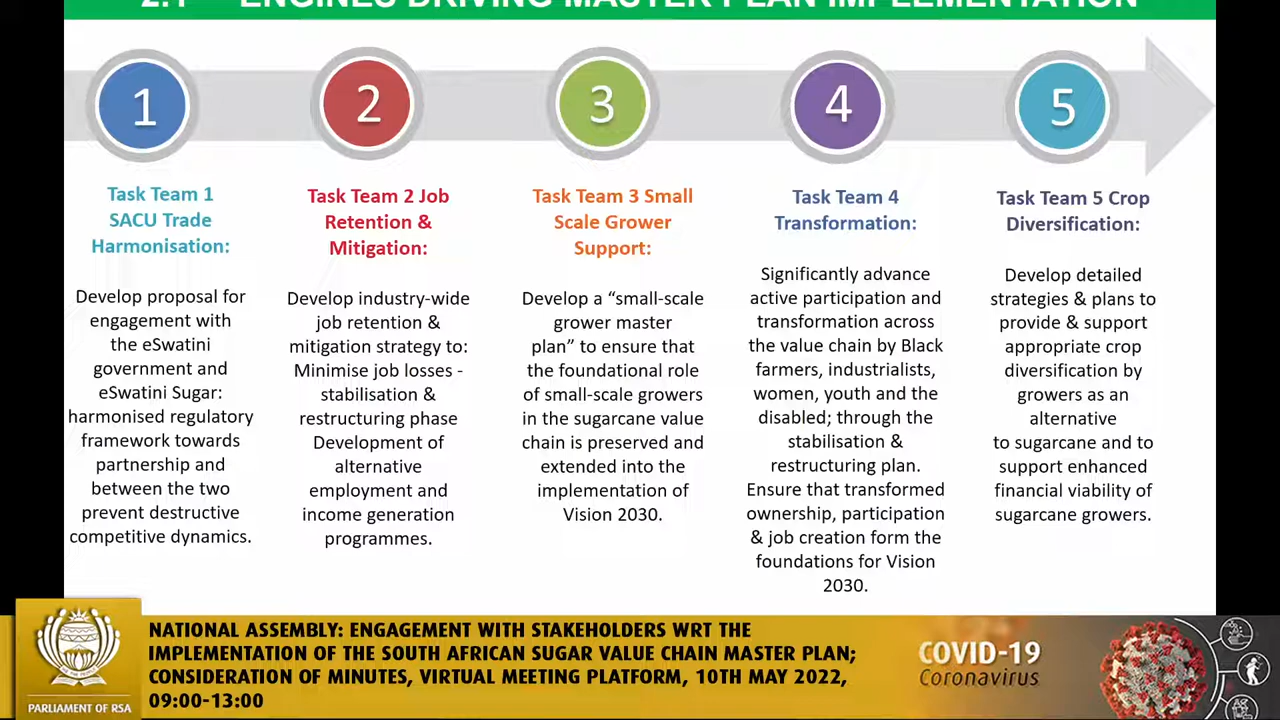 2.1 ENGINES DRIVING MASTER PLAN IMPLEMENTATION
1
Task Team 1
SACU Trade
Harmonisation:
Develop proposal for
engagement with
the eSwatini
government and
eSwatini Sugar:
harmonised regulatory
framework towards
partnership and
between the two
prevent destructive
competitive dynamics.
2
Task Team 2 Job
Retention &
Mitigation:
Develop industry-wide
job retention &
mitigation strategy to:
Minimise job losses -
stabilisation &
restructuring phase
Development of
alternative
employment and
income generation
programmes.
3
Task Team 3 Small
Scale Grower
Support:
Develop a “small-scale
grower master
plan” to ensure that
the foundational role
of small-scale growers
in the sugarcane value
chain is preserved and
extended into the
implementation of
Vision 2030.
4
Task Team 4
Transformation:
Significantly advance
active participation and
transformation across
the value chain by Black
farmers, industrialists,
women, youth and the
disabled; through the
stabilisation &
restructuring plan.
Ensure that transformed
ownership, participation
& job creation form the
foundations for Vision
2030.
5
Task Team 5 Crop
Diversification:
Develop detailed
strategies & plans to
provide & support
appropriate crop
diversification by
growers as an
alternative
to sugarcane and to
support enhanced
financial viability of
sugarcane growers.
PARLIAMENT OF RSA
NATIONAL ASSEMBLY: ENGAGEMENT WITH STAKEHOLDERS WRT THE
IMPLEMENTATION OF THE SOUTH AFRICAN SUGAR VALUE CHAIN MASTER PLAN;
CONSIDERATION OF MINUTES, VIRTUAL MEETING PLATFORM, 10TH MAY 2022,
09:00-13:00
COVID-19
Coronavirus